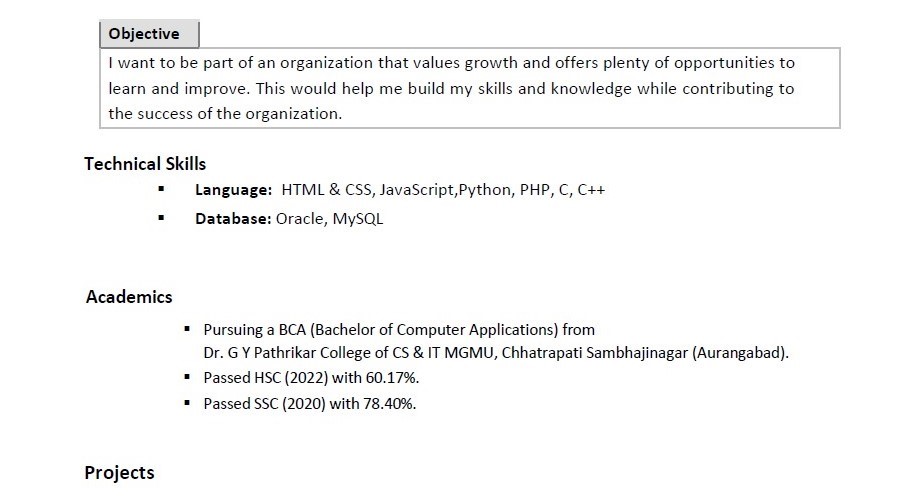 Objective
I want to be part of an organization that values growth and offers plenty of opportunities to
learn and improve. This would help me build my skills and knowledge while contributing to
the success of the organization.
Technical Skills
▪ Language: HTML & CSS, JavaScript,Python, PHP, C, C++
▪ Database: Oracle, MySQL
Academics
▪ Pursuing a BCA (Bachelor of Computer Applications) from
Dr. G Y Pathrikar College of CS & IT MGMU, Chhatrapati Sambhajinagar (Aurangabad).
▪ Passed HSC (2022) with 60.17%.
▪ Passed SSC (2020) with 78.40%.
Projects